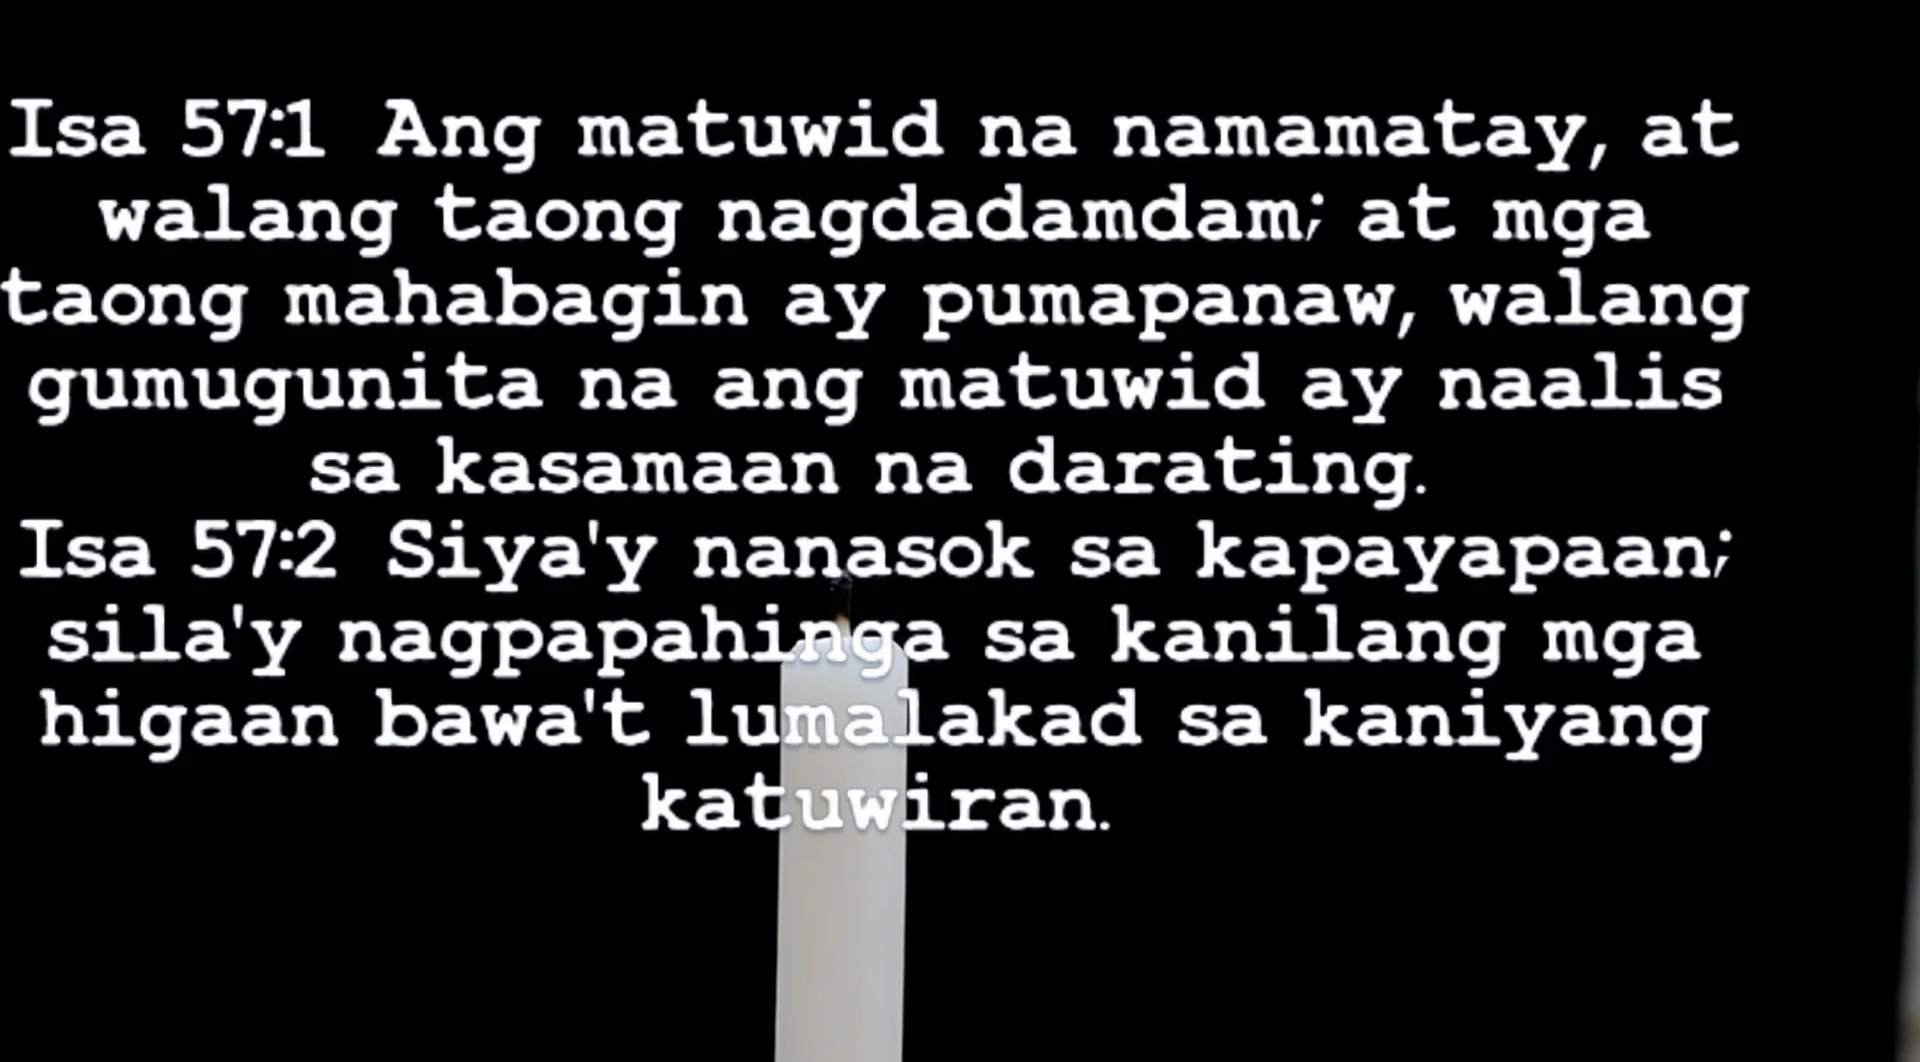 Isa 57:1 Ang matuwid na namamatay, at
walang taong nagdadamdam; at mga
taong mahabagin ay pumapanaw, walang
gumugunita na ang matuwid ay naalis
sa kasamaan na darating.
Isa 57:2 Siya'y nanasok sa kapayapaan;
sila'y nagpapahinga sa kanilang mga
higaan bawa't lumalakad sa kaniyang
katuwiran.